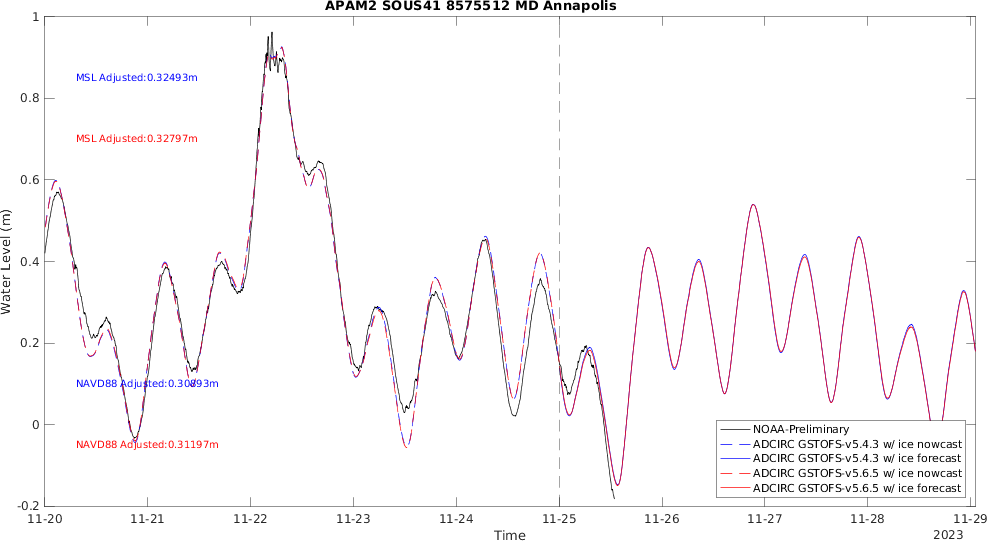 APAM2 SOUS41 8575512 MD Annapolis
1
0.8
0.6
0.4
0.2
0
-0.2
Water Level (m)
MSL Adjusted:0.32493m
MSL Adjusted:0.32797m
NAVD88 Adjusted:0.30893m
NAVD88 Adjusted:0.31197m
NOAA-Preliminary
ADCIRC GSTOFS-v5.4.3 w/ ice nowcast
ADCIRC GSTOFS-v5.4.3 w/ ice forecast
ADCIRC GSTOFS-v5.6.5 w/ ice nowcast
ADCIRC GSTOFS-v5.6.5 w/ ice forecast
11-20 11-21 11-22 11-23 11-24 11-25 11-26 11-27 11-28 11-29
Time
2023